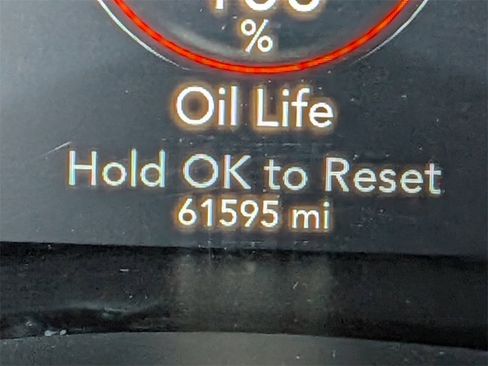 %
Oil Life
Hold OK to Reset
61595 mi